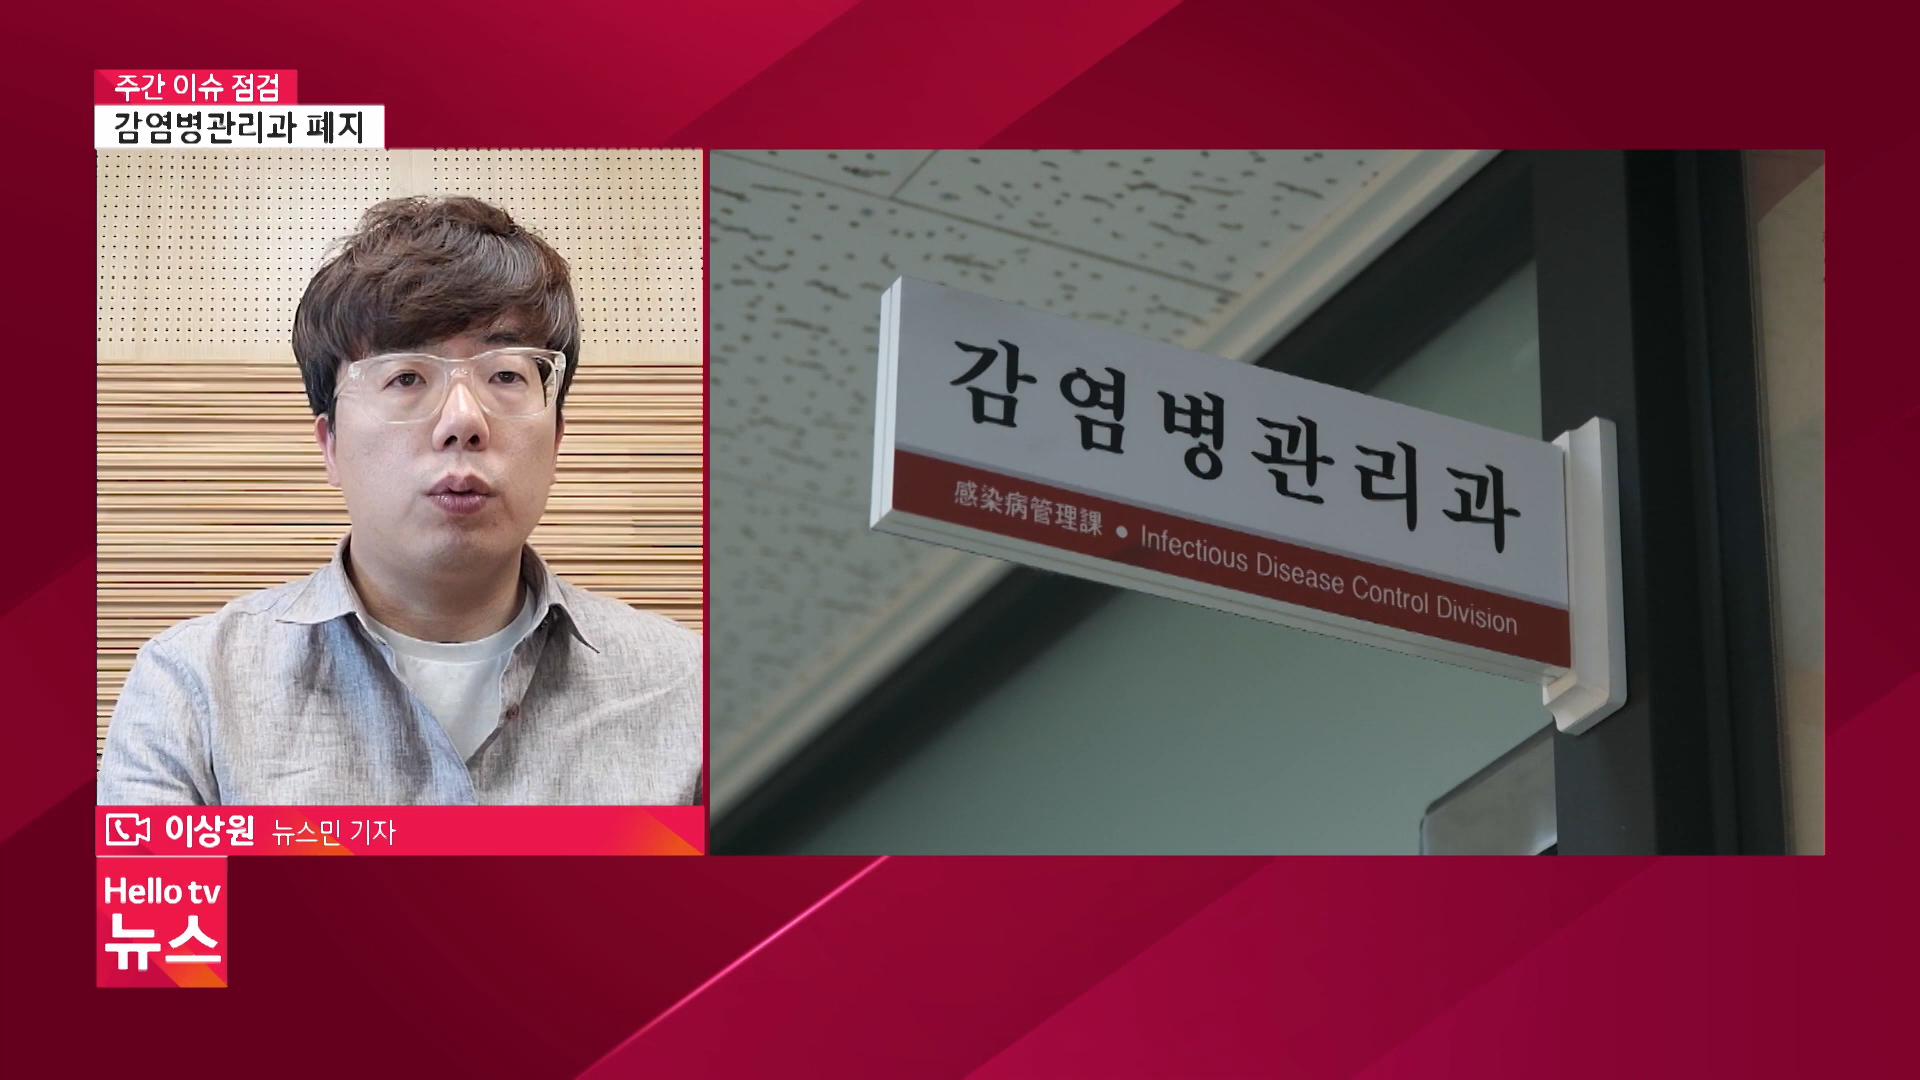 주간 이슈 점검
감염병관리과 폐지
감염병관리과
感染病管理課 • Infectious Disease Control Division
이상원 뉴스민 기자
Hello tv
뉴스